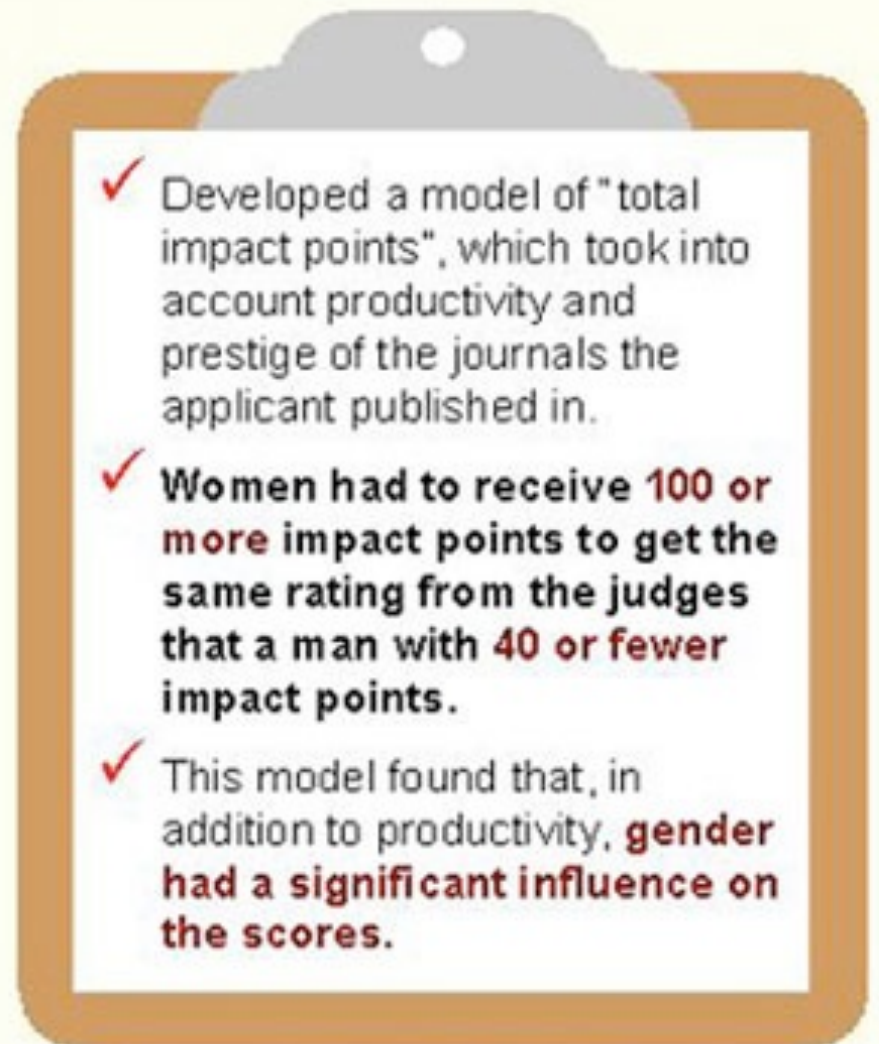 Developed a model of "total
impact points", which took into
account productivity and
prestige of the journals the
applicant published in.
Women had to receive 100 or
more impact points to get the
same rating from the judges
that a man with 40 or fewer
impact points.
This model found that, in
addition to productivity, gender
had a significant influence on
the scores.